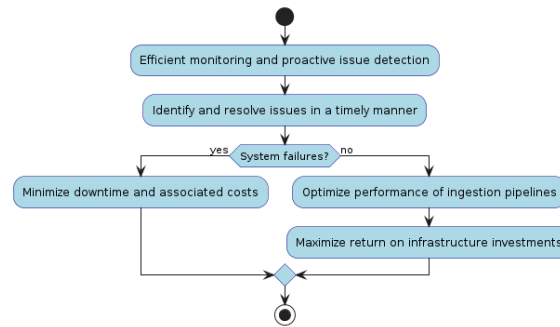 Efficient monitoring and proactive issue detection
Identify and resolve issues in a timely manner
yes
System failures?
no
Minimize downtime and associated costs
Optimize performance of ingestion pipelines
Maximize return on infrastructure investments